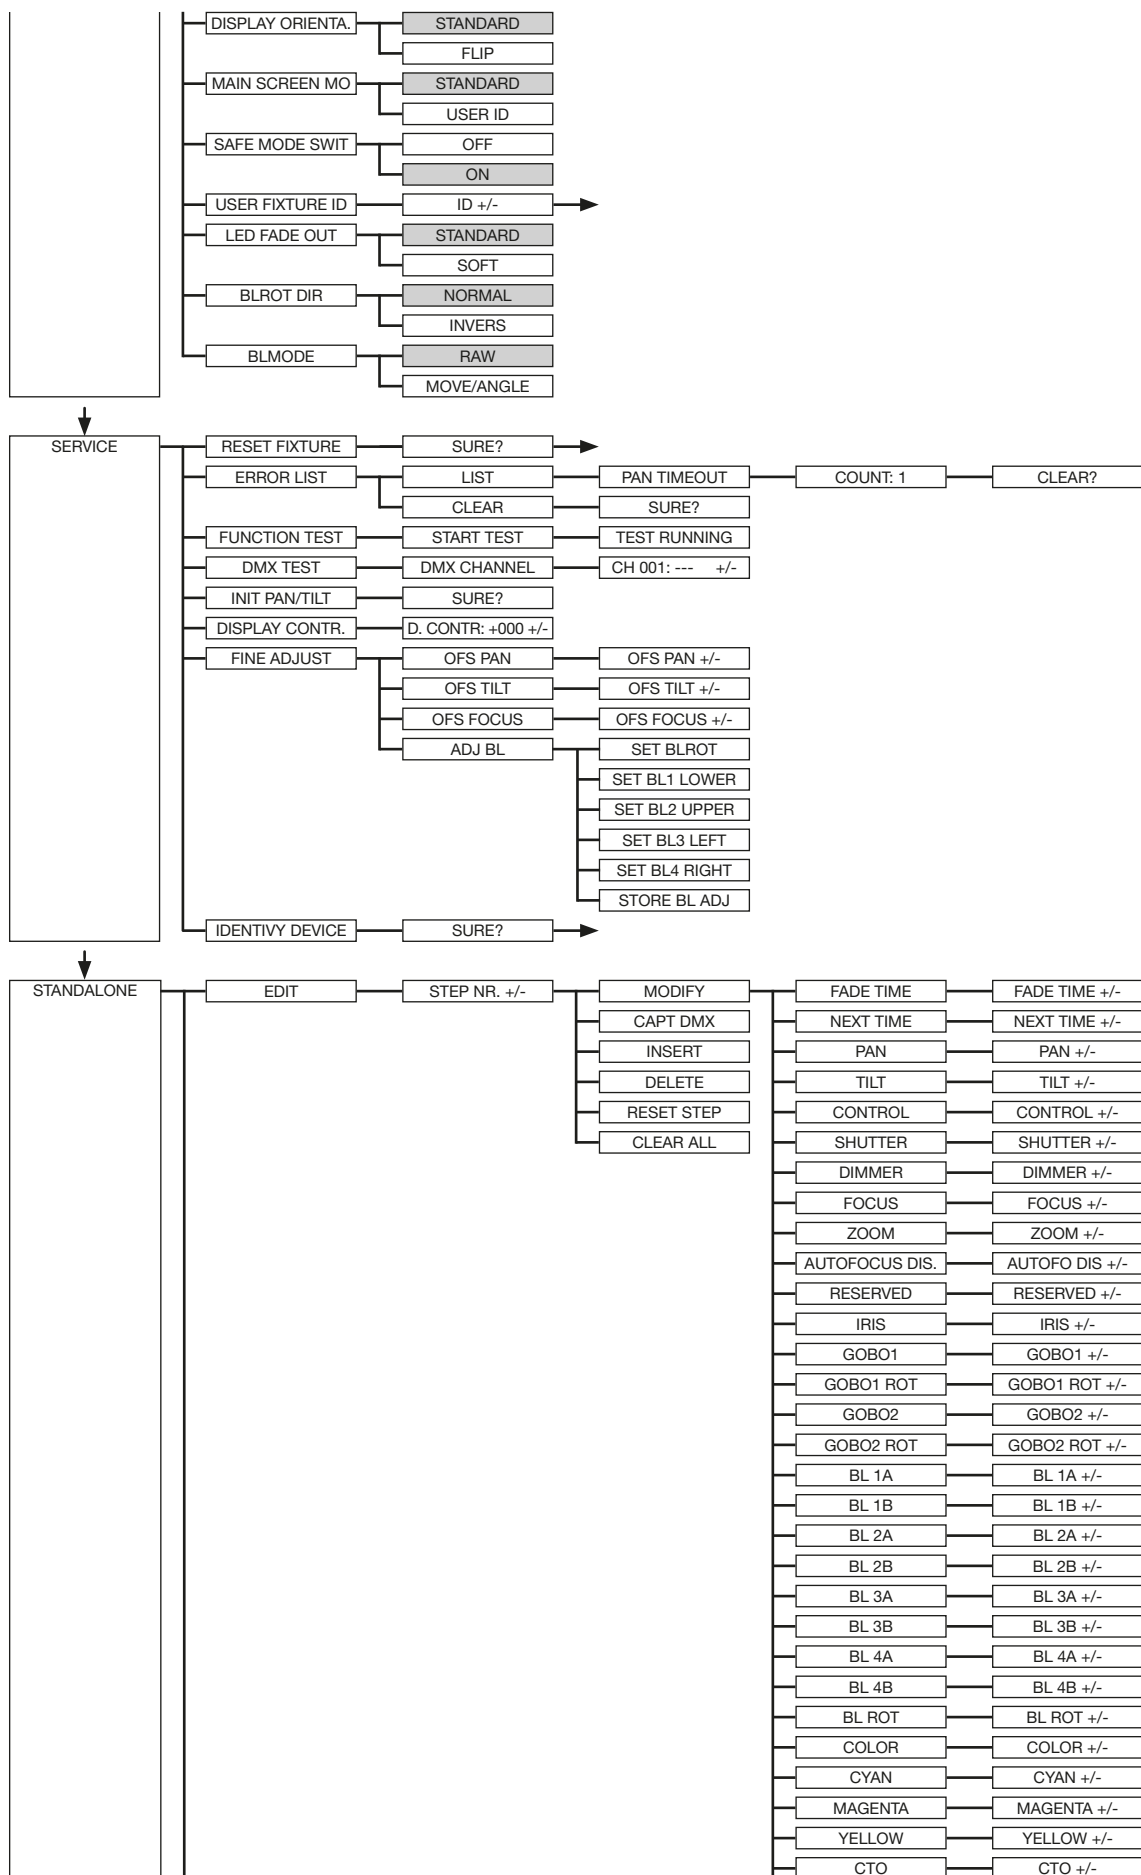 DISPLAY ORIENTA. STANDARD
FLIP
MAIN SCREEN MO STANDARD
USER ID
SAFE MODE SWIT OFF
ON
USER FIXTURE ID ID +/-
LED FADE OUT STANDARD
SOFT
BLROT DIR NORMAL
INVERS
BLMODE RAW
MOVE/ANGLE
SERVICE RESET FIXTURE SURE?
ERROR LIST LIST PAN TIMEOUT COUNT: 1 CLEAR?
CLEAR SURE?
FUNCTION TEST START TEST TEST RUNNING
DMX TEST DMX CHANNEL CH 001: --- +/-
INIT PAN/TILT SURE?
DISPLAY CONTR. D. CONTR: +000 +/-
FINE ADJUST OFS PAN OFS PAN +/-
OFS TILT OFS TILT +/-
OFS FOCUS OFS FOCUS +/-
ADJ BL SET BLROT
SET BL1 LOWER
SET BL2 UPPER
SET BL3 LEFT
SET BL4 RIGHT
STORE BL ADJ
IDENTIVY DEVICE SURE?
STANDALONE EDIT STEP NR. +/- MODIFY FADE TIME FADE TIME +/-
CAPT DMX NEXT TIME NEXT TIME +/-
INSERT PAN PAN +/-
DELETE TILT TILT +/-
RESET STEP CONTROL CONTROL +/-
CLEAR ALL SHUTTER SHUTTER +/-
DIMMER DIMMER +/-
FOCUS FOCUS +/-
ZOOM ZOOM +/-
AUTOFOCUS DIS. AUTOFO DIS +/-
RESERVED RESERVED +/-
IRIS IRIS +/-
GOBO1 GOBO1 +/-
GOBO1 ROT GOBO1 ROT +/-
GOBO2 GOBO2 +/-
GOBO2 ROT GOBO2 ROT +/-
BL 1A BL 1A +/-
BL 1B BL 1B +/-
BL 2A BL 2A +/-
BL 2B BL 2B +/-
BL 3A BL 3A +/-
BL 3B BL 3B +/-
BL 4A BL 4A +/-
BL 4B BL 4B +/-
BL ROT BL ROT +/-
COLOR COLOR +/-
CYAN CYAN +/-
MAGENTA MAGENTA +/-
YELLOW YELLOW +/-
CTO CTO +/-